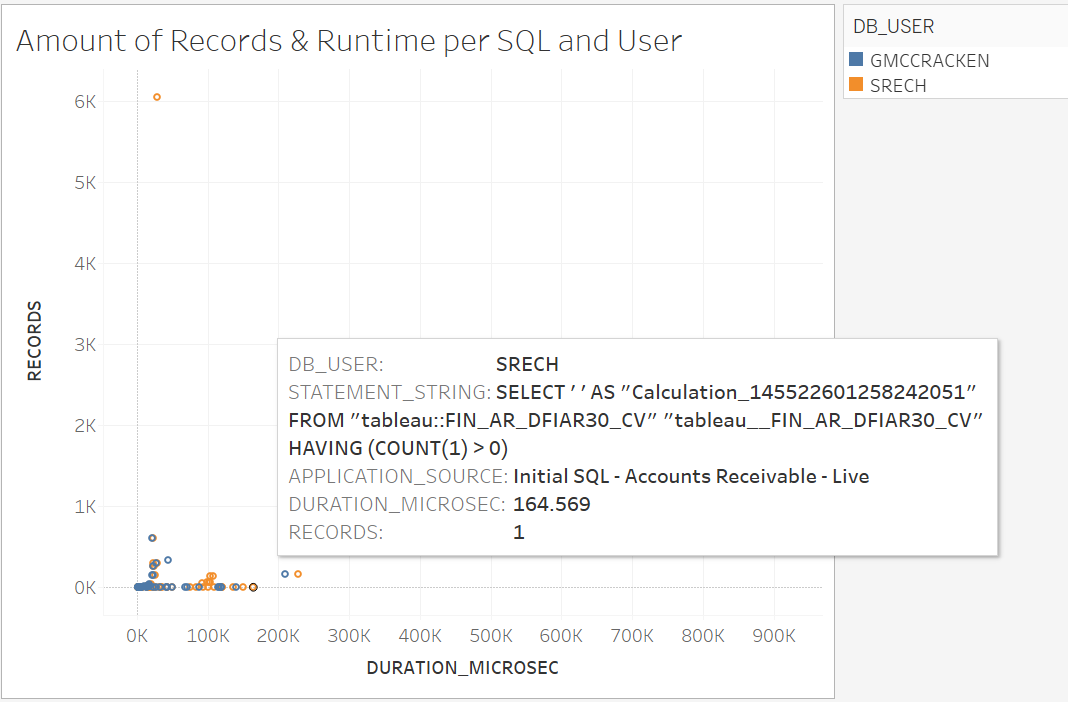 Amount of Records & Runtime per SQL and User
DB_USER
GMCCRACKEN
SRECH
RECORDS
6K
5K
4K
3K
2K
1K
0K
DB_USER: SRECH
STATEMENT_STRING: SELECT ' ' AS "Calculation_145522601258242051"
FROM "tableau::FIN_AR_DFIAR30_CV" "tableau__FIN_AR_DFIAR30_CV"
HAVING (COUNT(1) > 0)
APPLICATION_SOURCE: Initial SQL - Accounts Receivable - Live
DURATION_MICROSEC: 164.569
RECORDS: 1
0K 100K 200K 300K 400K 500K 600K 700K 800K 900K
DURATION_MICROSEC